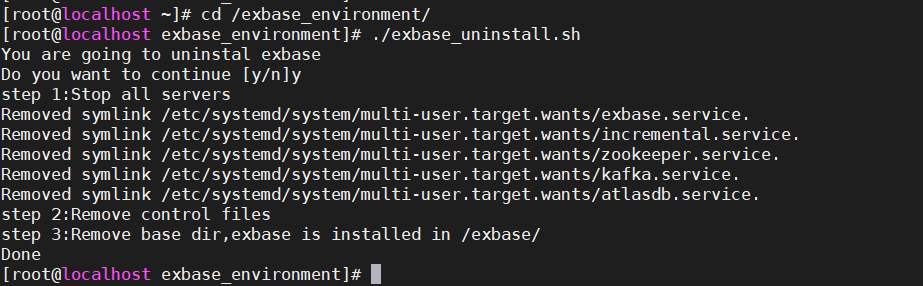 [root@localhost ~]# cd /exbase_environment/
[root@localhost exbase_environment]# ./exbase_uninstall.sh
You are going to uninstal exbase
Do you want to continue [y/n]y
step 1:Stop all servers
Removed symlink /etc/systemd/system/multi-user.target.wants/exbase.service.
Removed symlink /etc/systemd/system/multi-user.target.wants/incremental.service.
Removed symlink /etc/systemd/system/multi-user.target.wants/zookeeper.service.
Removed symlink /etc/systemd/system/multi-user.target.wants/kafka.service.
Removed symlink /etc/systemd/system/multi-user.target.wants/atlasdb.service.
step 2:Remove control files
step 3:Remove base dir,exbase is installed in /exbase/
Done
[root@localhost exbase_environment]#